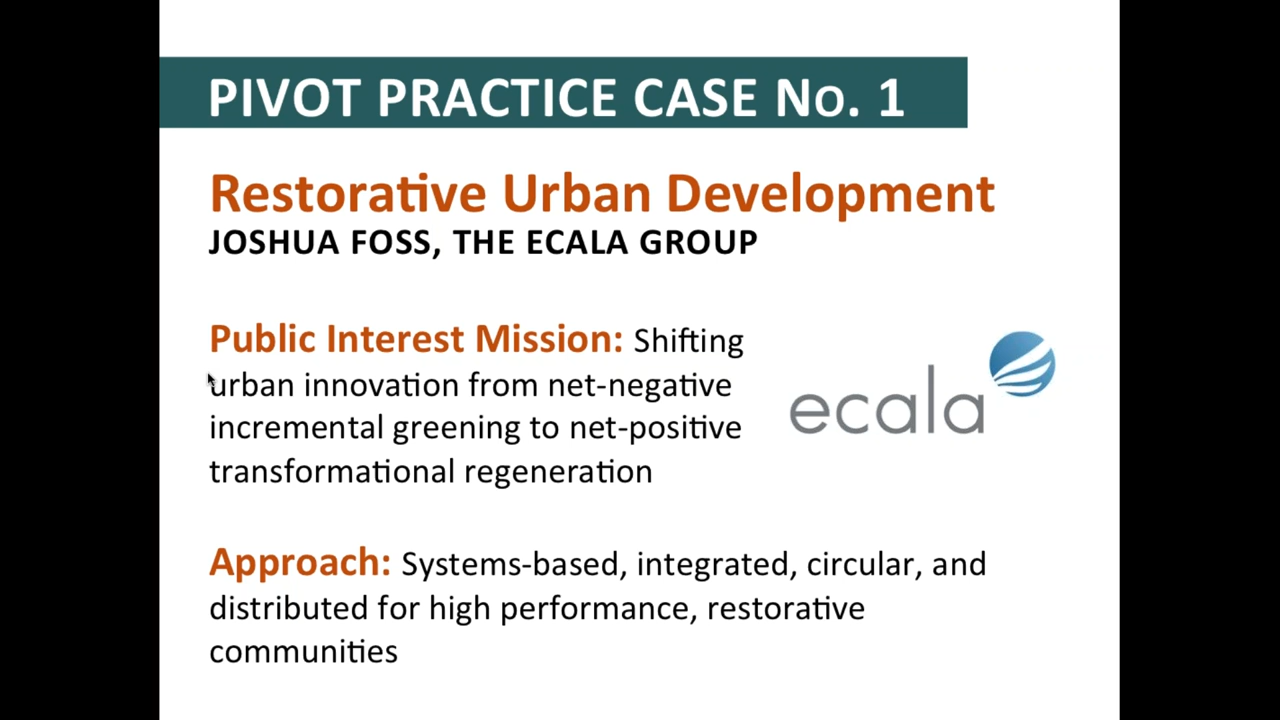 PIVOT PRACTICE CASE No. 1
Restorative Urban Development
JOSHUA FOSS, THE ECALA GROUP
Public Interest Mission: Shifting
urban innovation from net-negative
incremental greening to net-positive
transformational regeneration
ecala
Approach: Systems-based, integrated, circular, and
distributed for high performance, restorative
communities